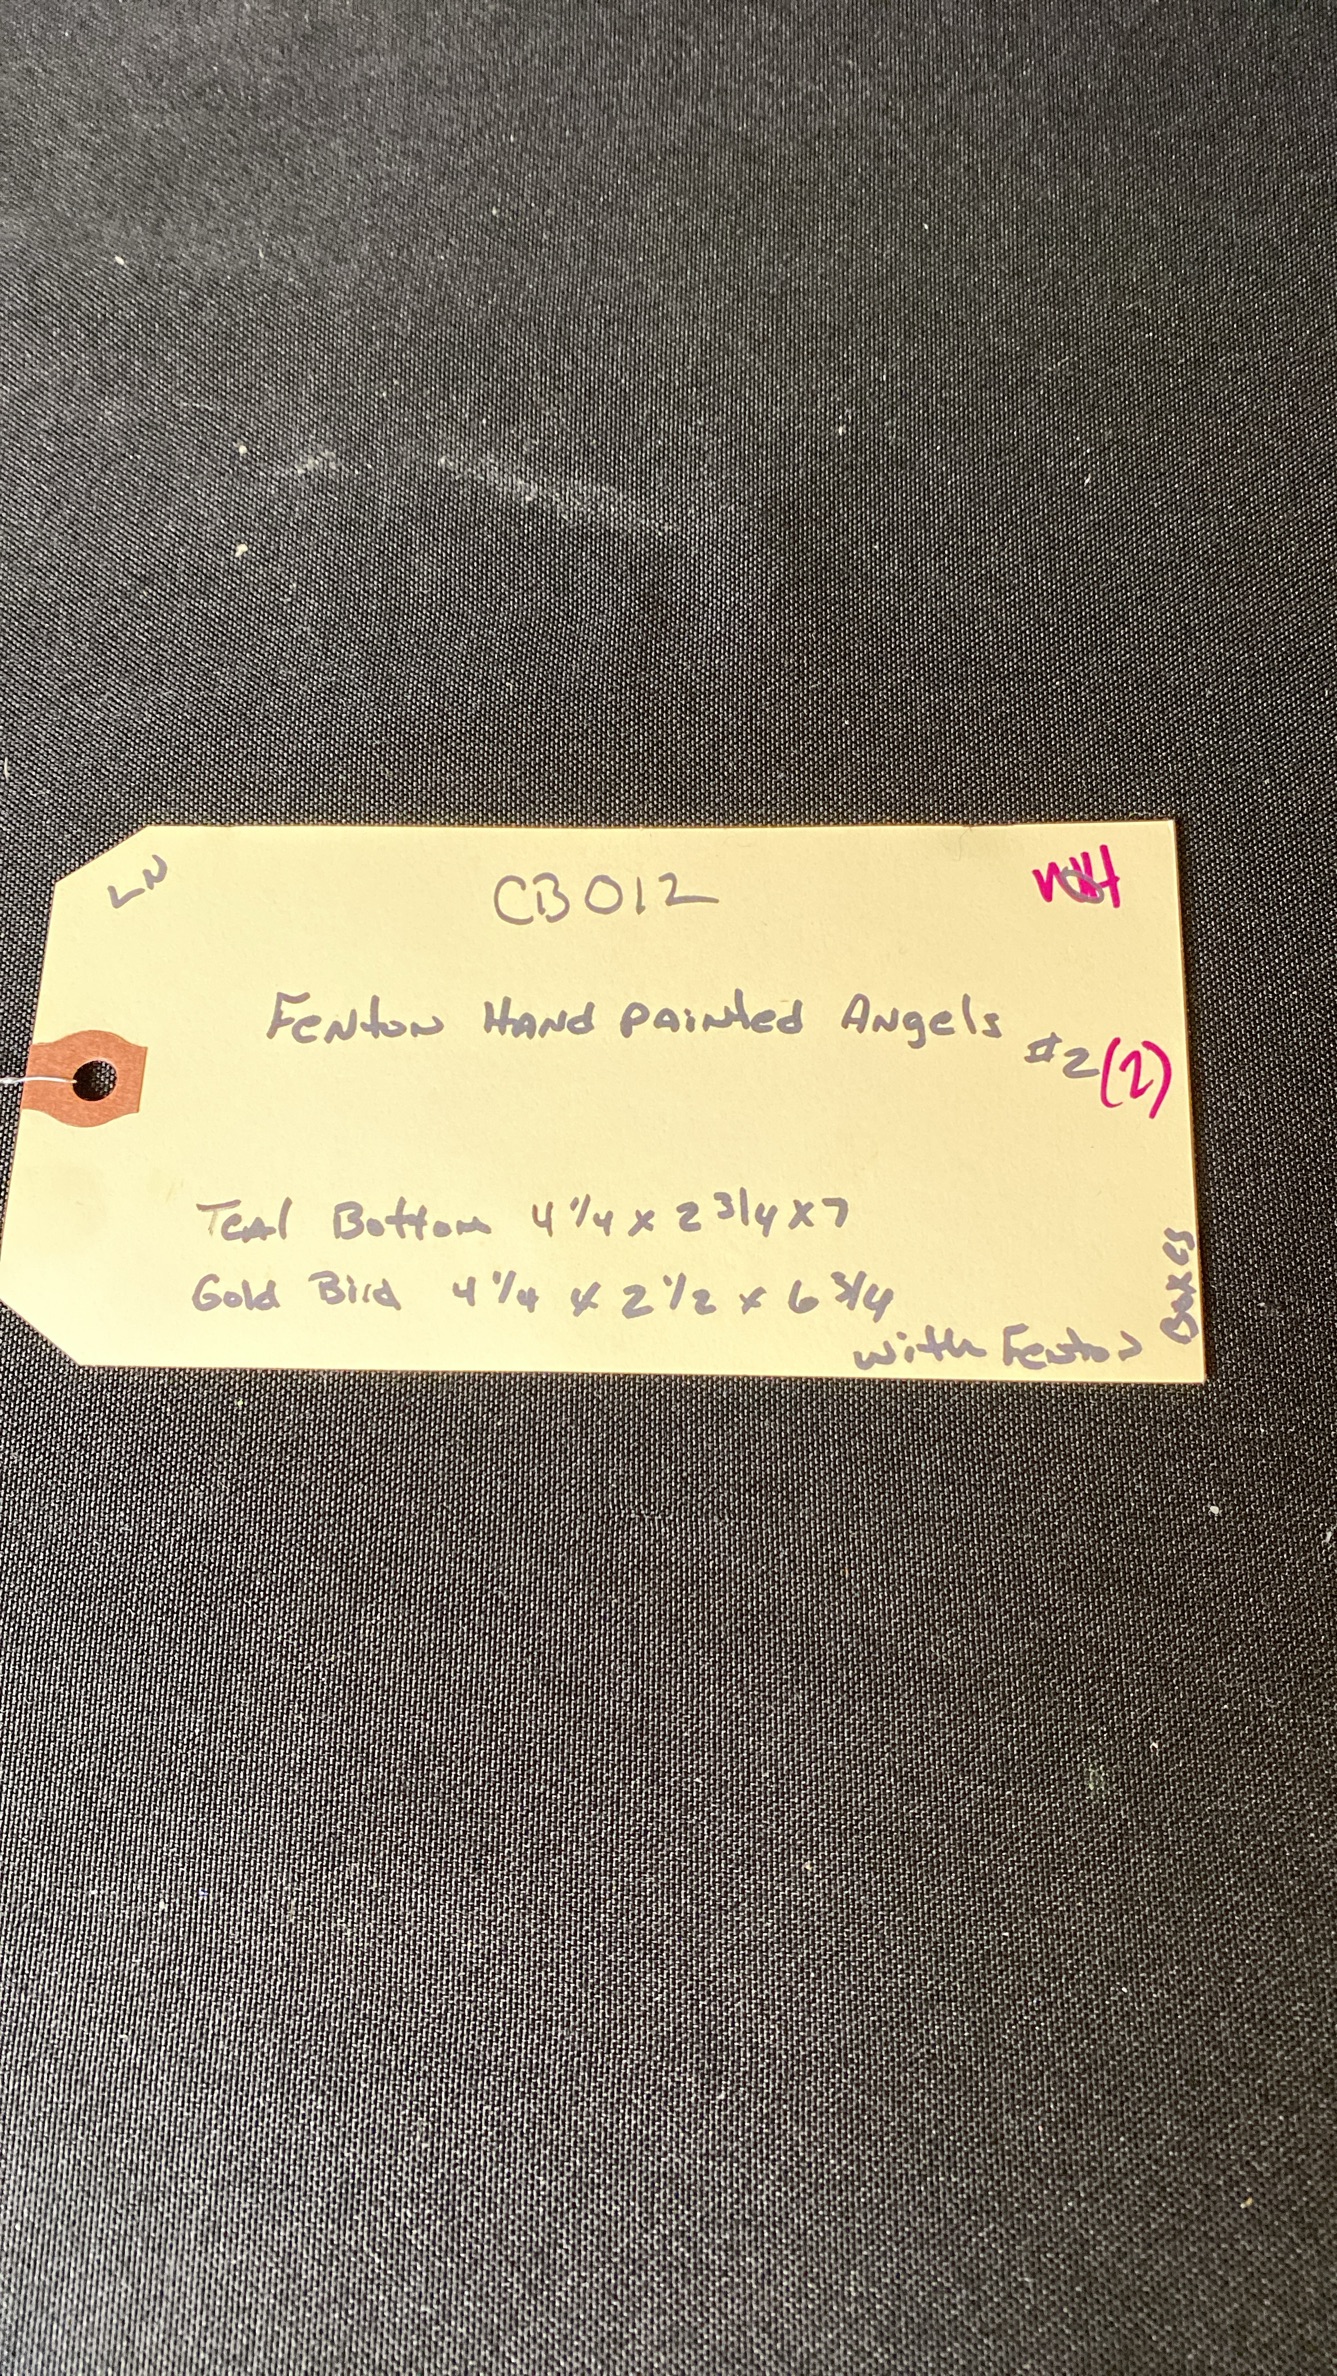 LN
CB012
Fenton Hand Painted Angels
#2 (2)
Teal Bottom 4 1/4 x 2 3/4 x 7
Gold Bird 4 1/4 x 2 1/2 x 6 3/4
with Fenton
Boxes